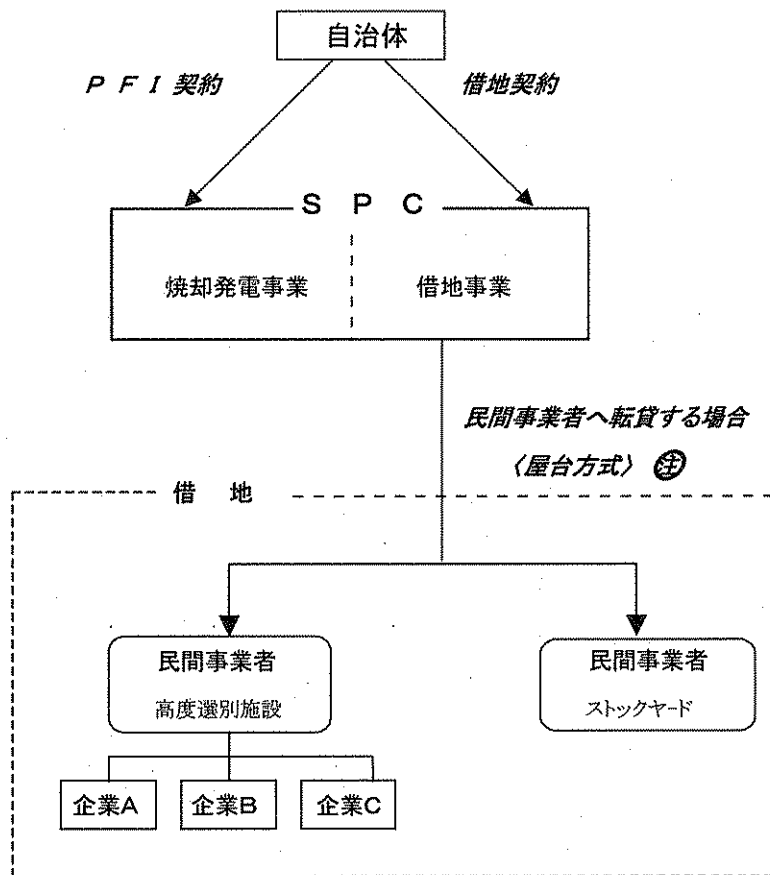 自治体
ＰＦＩ契約
借地契約
ＳＰＣ
焼却発電事業
借地事業
民間事業者へ転貸する場合
〈屋台方式〉㊟
借地
民間事業者
高度選別施設
民間事業者
ストックヤード
企業A
企業B
企業C